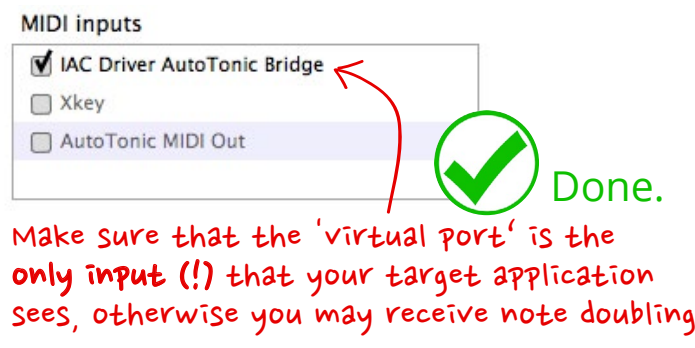 MIDI inputs
IAC Driver AutoTonic Bridge
Xkey
AutoTonic MIDI Out
Done.
Make sure that the 'virtual port' is the
only input (!) that your target application
sees, otherwise you may receive note doubling